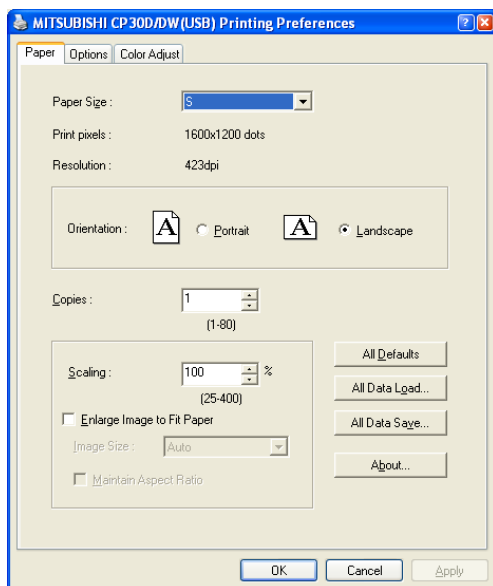 MITSUBISHI CP30D/DW(USB) Printing Preferences
Paper Options Color Adjust
Paper Size : S
Print pixels : 1600x1200 dots
Resolution : 423dpi
Orientation : A Portrait A Landscape
Copies : 1
(1-80)
Scaling : 100 %
(25-400)
Enlarge Image to Fit Paper
Image Size : Auto
Maintain Aspect Ratio
All Defaults
All Data Load...
All Data Save...
About...
OK Cancel Apply